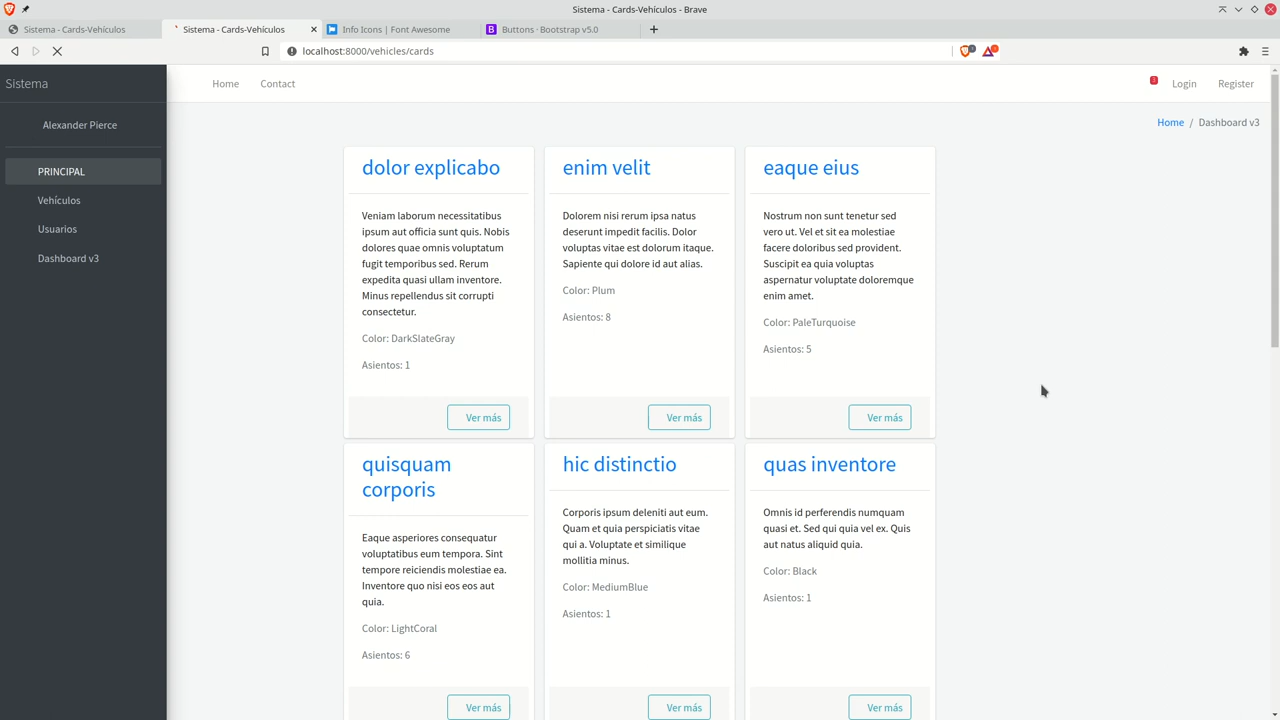 Sistema - Cards-Vehículos - Brave
Sistema - Cards-Vehículos
Sistema - Cards-Vehículos
Info Icons | Font Awesome
Buttons · Bootstrap v5.0
localhost:8000/vehicles/cards
Sistema
Home
Contact
Login
Register
Alexander Pierce
Home / Dashboard v3
PRINCIPAL
Vehículos
Usuarios
Dashboard v3
dolor explicabo
Veniam laborum necessitatibus
ipsum aut officia sunt quis. Nobis
dolores quae omnis voluptatum
fugit temporibus sed. Rerum
expedita quasi ullam inventore.
Minus repellendus sit corrupti
consectetur.
Color: DarkSlateGray
Asientos: 1
Ver más
enim velit
Dolorem nisi rerum ipsa natus
deserunt impedit facilis. Dolor
voluptas vitae est dolorum itaque.
Sapiente qui dolore id aut alias.
Color: Plum
Asientos: 8
Ver más
eaque eius
Nostrum non sunt tenetur sed
vero ut. Vel et sit ea molestiae
facere doloribus sed provident.
Suscipit ea quia voluptas
aspernatur voluptate doloremque
enim amet.
Color: PaleTurquoise
Asientos: 5
Ver más
quisquam
corporis
Eaque asperiores consequatur
voluptatibus eum tempora. Sint
tempore reiciendis molestiae ea.
Inventore quo nisi eos eos aut
quia.
Color: LightCoral
Asientos: 6
Ver más
hic distinctio
Corporis ipsum deleniti aut eum.
Quam et quia perspiciatis vitae
qui a. Voluptate et similique
mollitia minus.
Color: MediumBlue
Asientos: 1
Ver más
quas inventore
Omnis id perferendis numquam
quasi et. Sed qui quia vel ex. Quis
aut natus aliquid quia.
Color: Black
Asientos: 1
Ver más